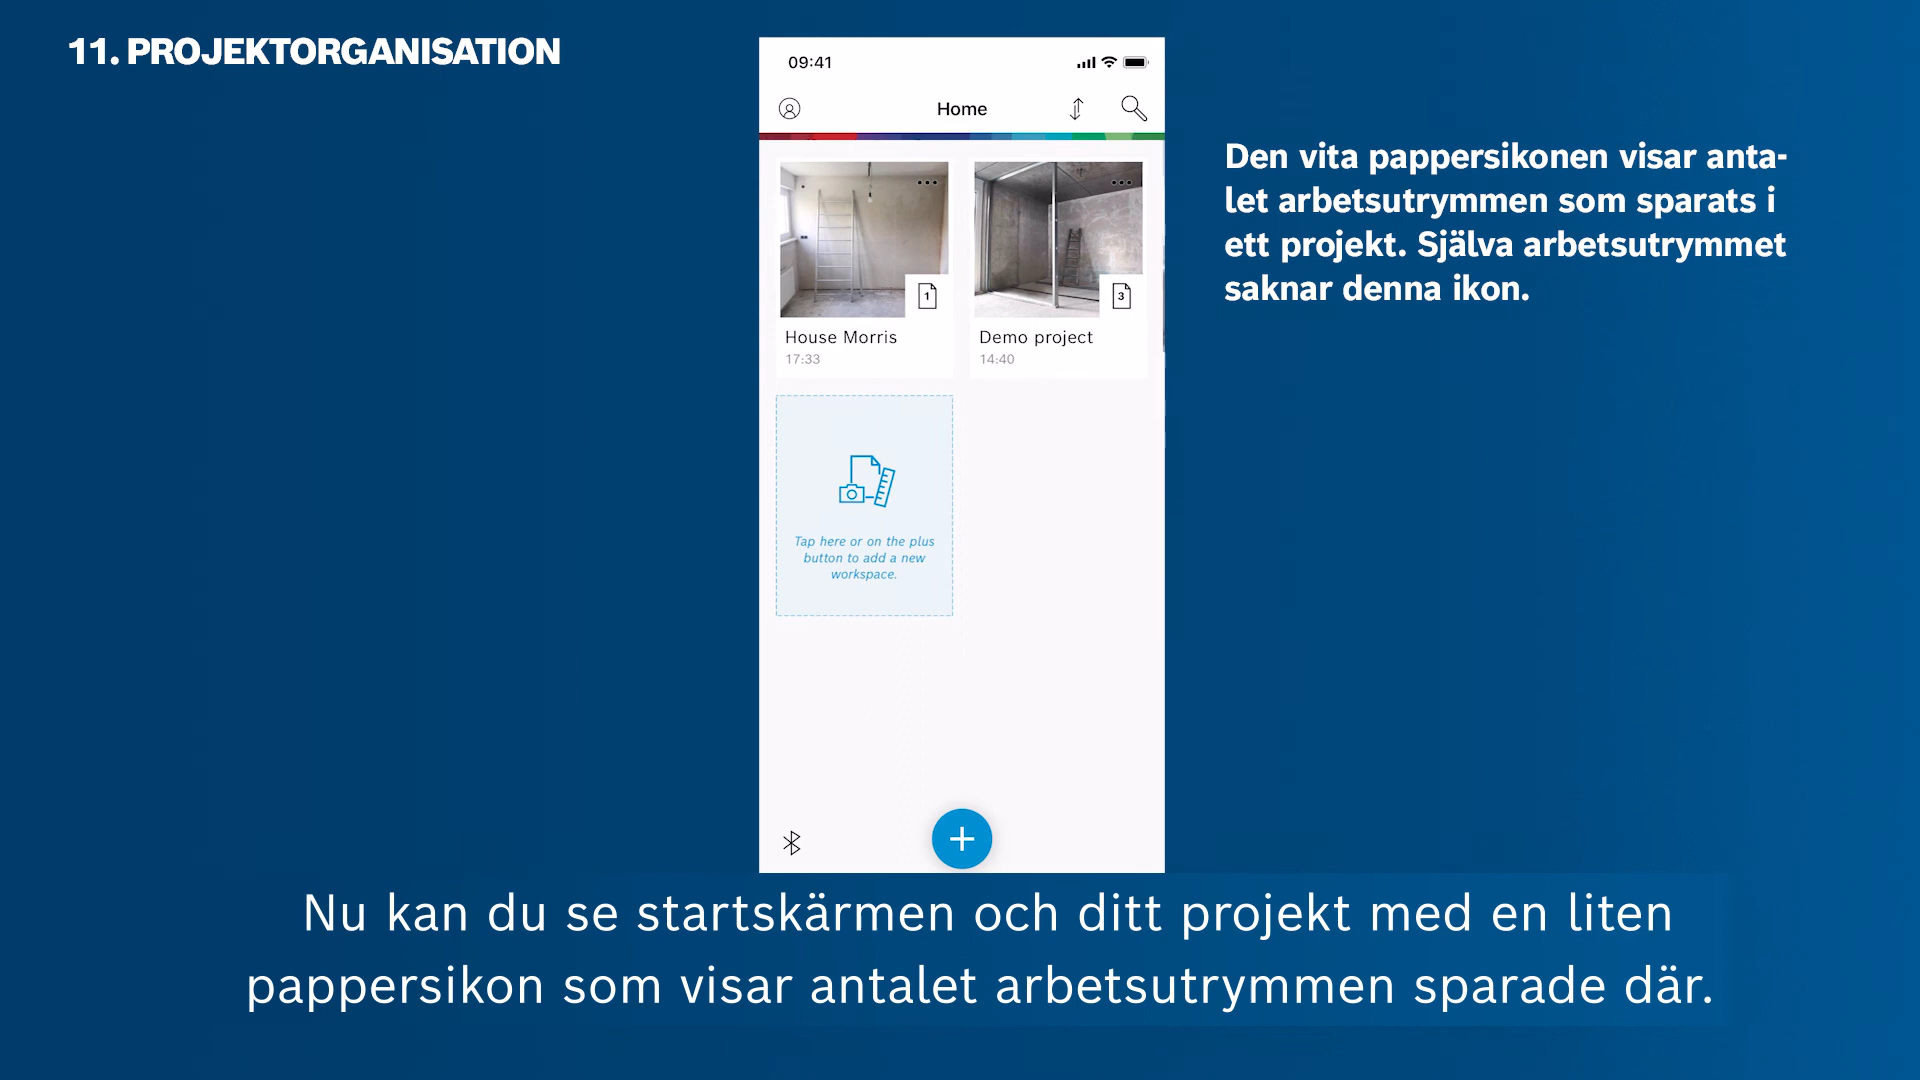 11. PROJEKTORGANISATION
09:41
Home
1
3
House Morris
17:33
Demo project
14:40
Tap here or on the plus
button to add a new
workspace.
Den vita pappersikonen visar anta-
let arbetsutrymmen som sparats i
ett projekt. Själva arbetsutrymmet
saknar denna ikon.
Nu kan du se startskärmen och ditt projekt med en liten
pappersikon som visar antalet arbetsutrymmen sparade där.